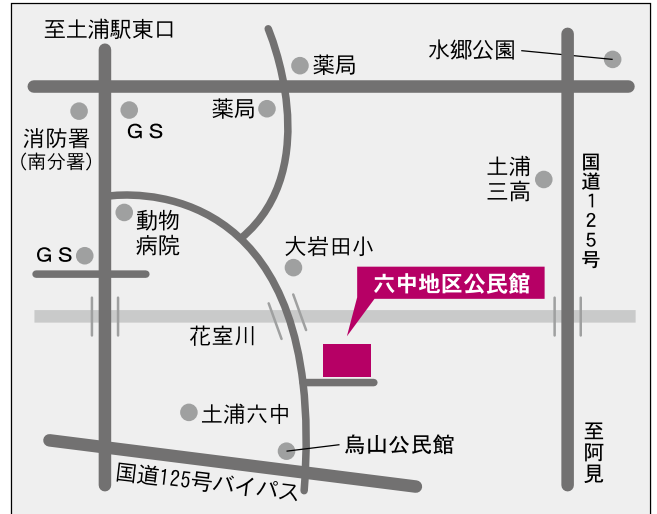 至土浦駅東口
薬局
水郷公園
薬局
GS
消防署
(南分署)
土浦
三高
国道125号
動物
病院
GS
大岩田小
六中地区公民館
花室川
土浦六中
烏山公民館
至阿見
国道125号バイパス